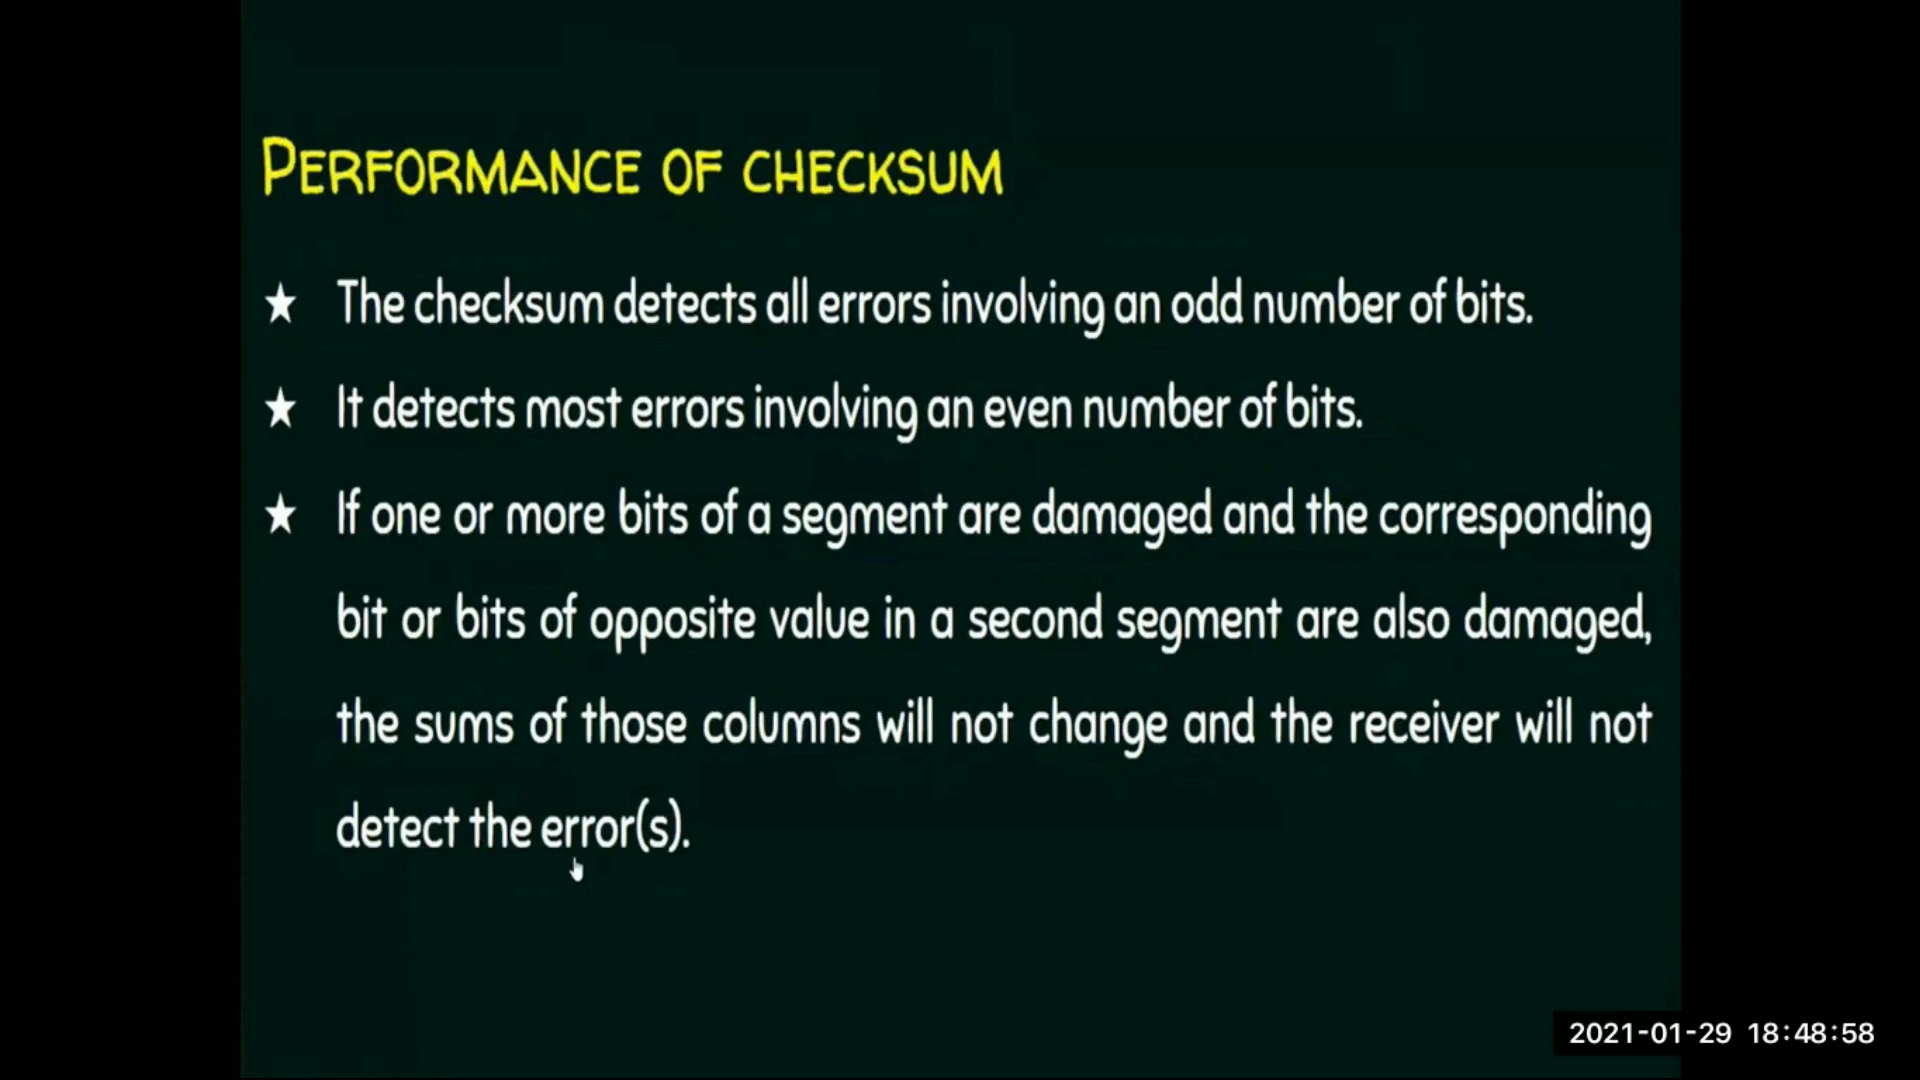 PERFORMANCE OF CHECKSUM
★ The checksum detects all errors involving an odd number of bits.
★ It detects most errors involving an even number of bits.
★ If one or more bits of a segment are damaged and the corresponding
bit or bits of opposite value in a second segment are also damaged,
the sums of those columns will not change and the receiver will not
detect the error(s).
2021-01-29 18:48:58